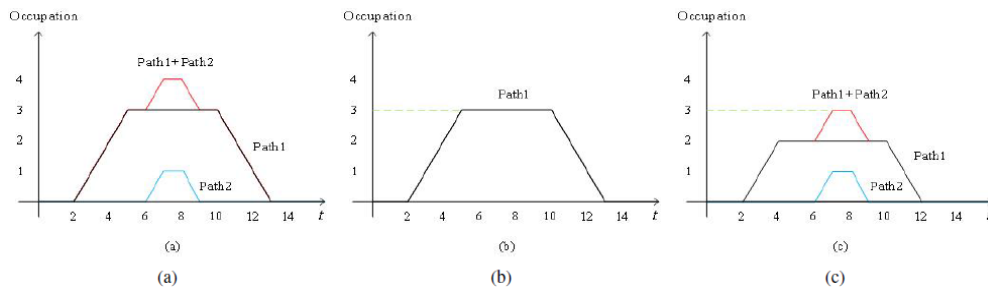 Occupation
4
3
2
1
Path1+Path2
Path1
Path2
2 4 6 8 10 12 14 t
(a)
(a)
Occupation
4
3
2
1
Path1
2 4 6 8 10 12 14 t
(b)
(b)
Occupation
4
3
2
1
Path1+Path2
Path1
Path2
2 4 6 8 10 12 14
(c)
(c)